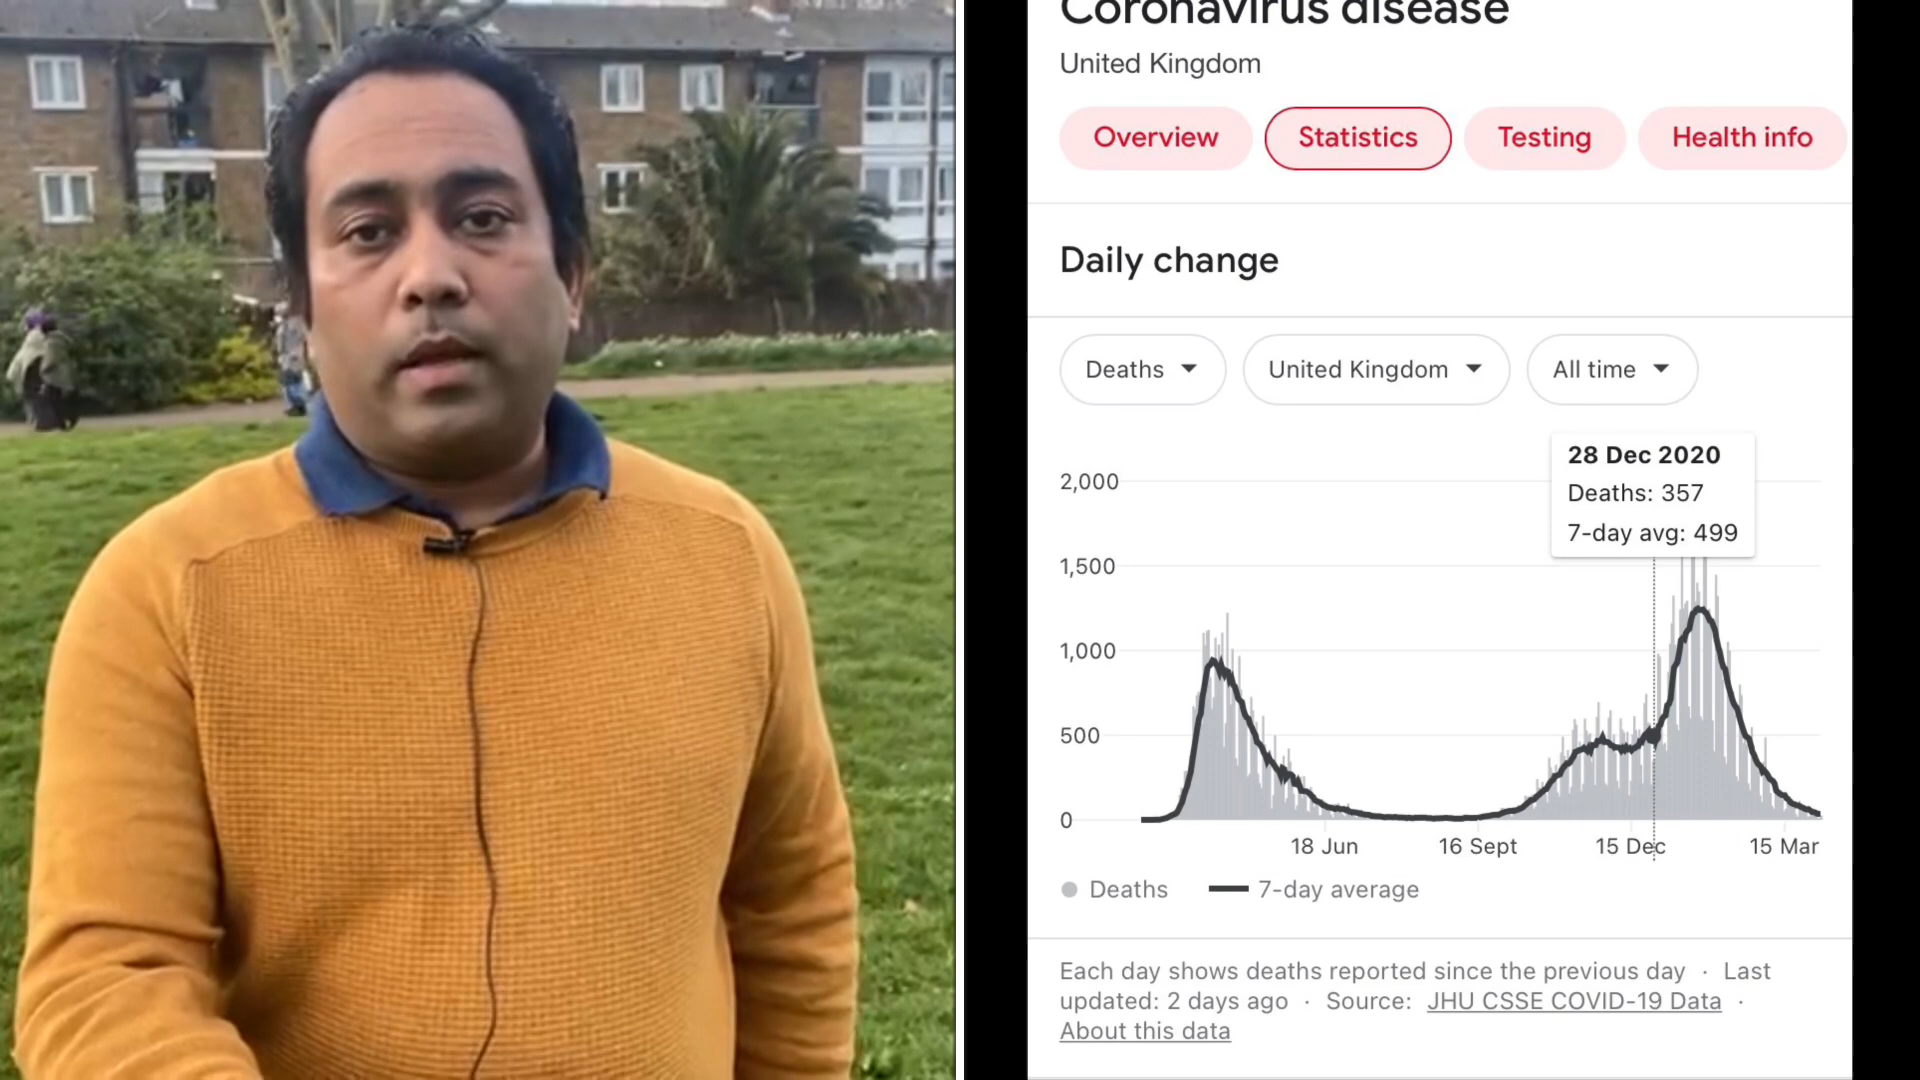 Coronavirus disease
United Kingdom
Overview Statistics Testing Health info
Daily change
Deaths United Kingdom All time
28 Dec 2020
Deaths: 357
7-day avg: 499
2,000
1,500
1,000
500
0
18 Jun 16 Sept 15 Dec 15 Mar
Deaths 7-day average
Each day shows deaths reported since the previous day · Last
updated: 2 days ago · Source: JHU CSSE COVID-19 Data ·
About this data